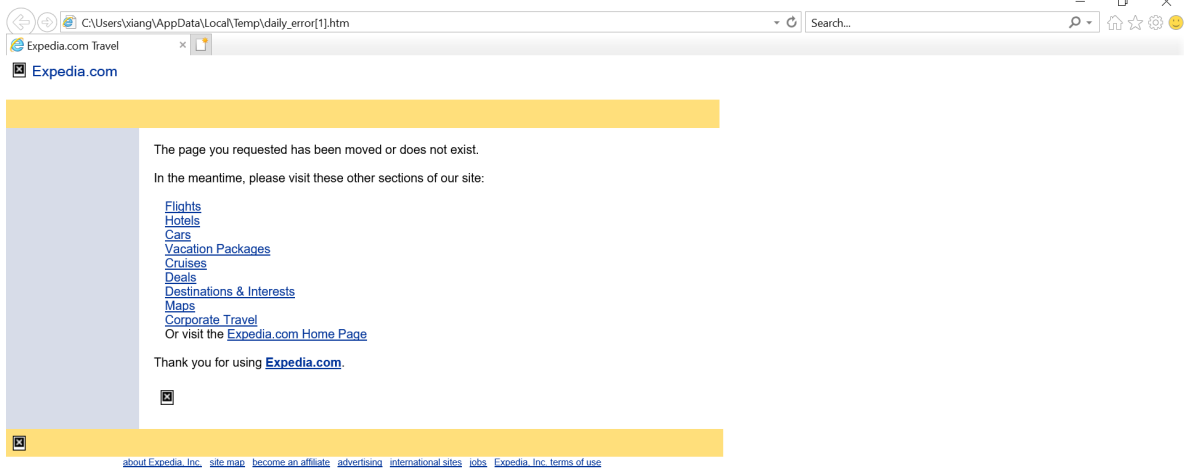 C:\Users\xiang\AppData\Local\Temp\daily_error[1].htm
Search...
Expedia.com Travel
Expedia.com
The page you requested has been moved or does not exist.
In the meantime, please visit these other sections of our site:
Flights
Hotels
Cars
Vacation Packages
Cruises
Deals
Destinations & Interests
Maps
Corporate Travel
Or visit the Expedia.com Home Page
Thank you for using Expedia.com.
about Expedia, Inc. site map become an affiliate advertising international sites jobs Expedia, Inc. terms of use